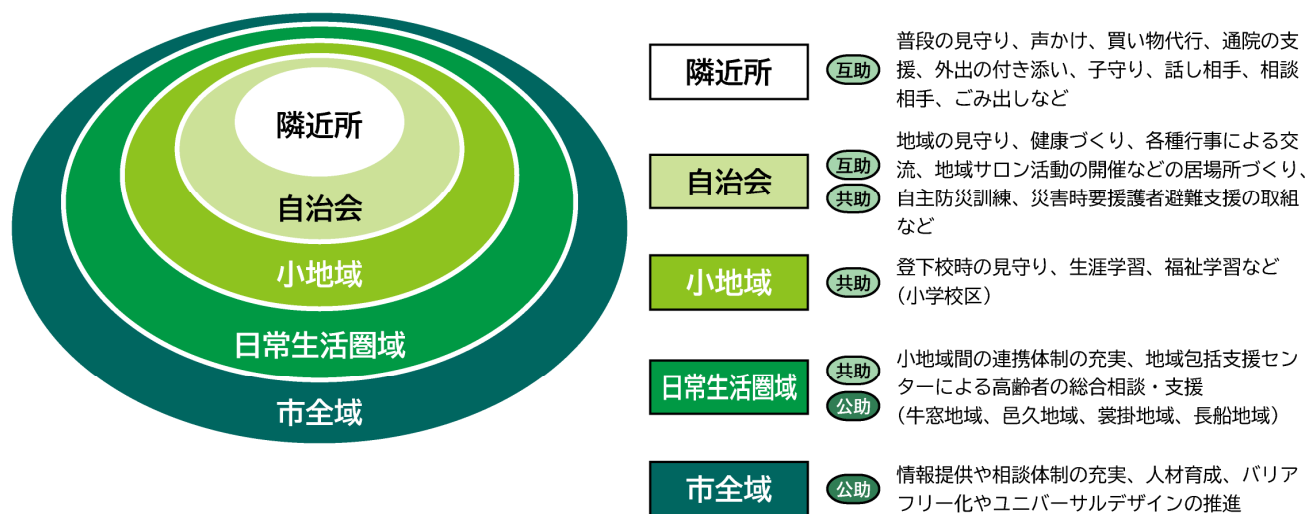 隣近所
自治会
小地域
日常生活圏域
市全域
隣近所
互助
普段の見守り、声かけ、買い物代行、通院の支
援、外出の付き添い、子守り、話し相手、相談
相手、ごみ出しなど
自治会
互助
共助
地域の見守り、健康づくり、各種行事による交
流、地域サロン活動の開催などの居場所づくり、
自主防災訓練、災害時要援護者避難支援の取組
など
小地域
共助
登下校時の見守り、生涯学習、福祉学習など
(小学校区)
日常生活圏域
共助
公助
小地域間の連携体制の充実、地域包括支援セン
ターによる高齢者の総合相談・支援
(牛窓地域、邑久地域、裳掛地域、長船地域)
市全域
公助
情報提供や相談体制の充実、人材育成、バリア
フリー化やユニバーサルデザインの推進